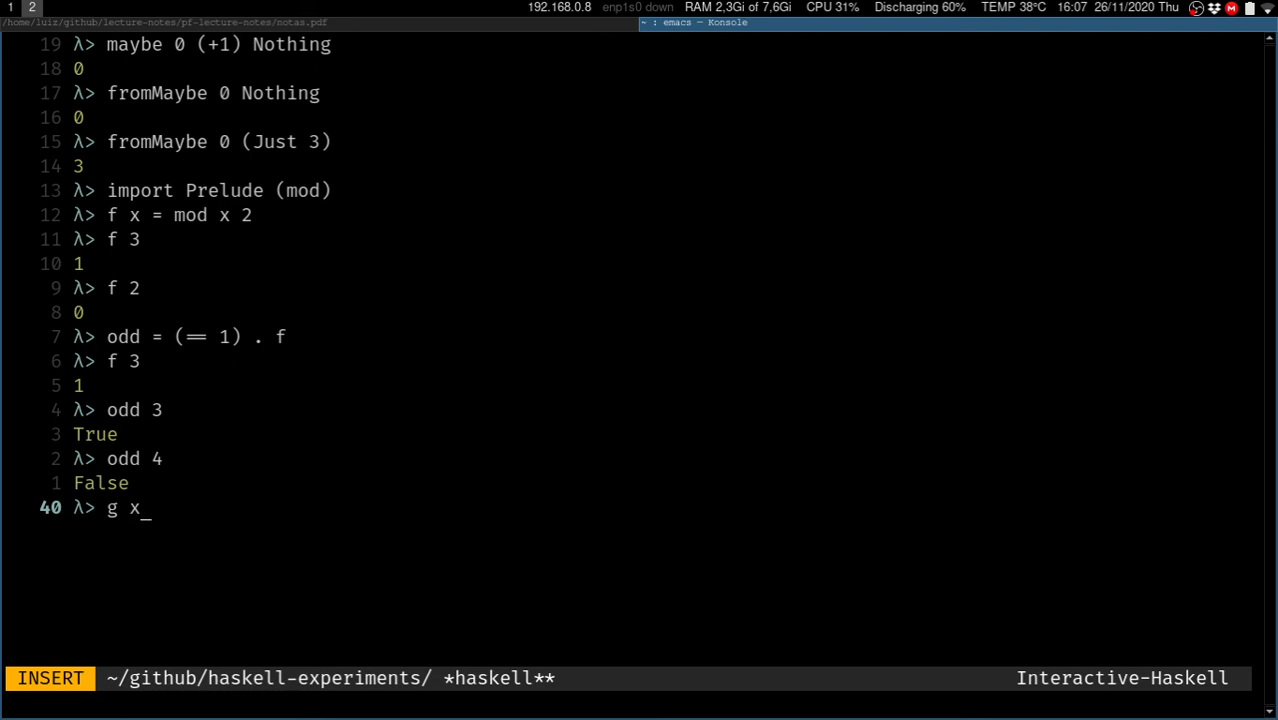 1 2 192.168.0.8 enp1s0 down RAM 2,3Gi of 7,6Gi CPU 31% Discharging 60% TEMP 38°C 16:07 26/11/2020 Thu
/home/luiz/github/lecture-notes/pf-lecture-notes/notas.pdf ~ : emacs — Konsole
19 λ> maybe 0 (+1) Nothing
18 0
17 λ> fromMaybe 0 Nothing
16 0
15 λ> fromMaybe 0 (Just 3)
14 3
13 λ> import Prelude (mod)
12 λ> f x = mod x 2
11 λ> f 3
10 1
9 λ> f 2
8 0
7 λ> odd = (== 1) . f
6 λ> f 3
5 1
4 λ> odd 3
3 True
2 λ> odd 4
1 False
40 λ> g x_
INSERT ~/github/haskell-experiments/ *haskell** Interactive-Haskell